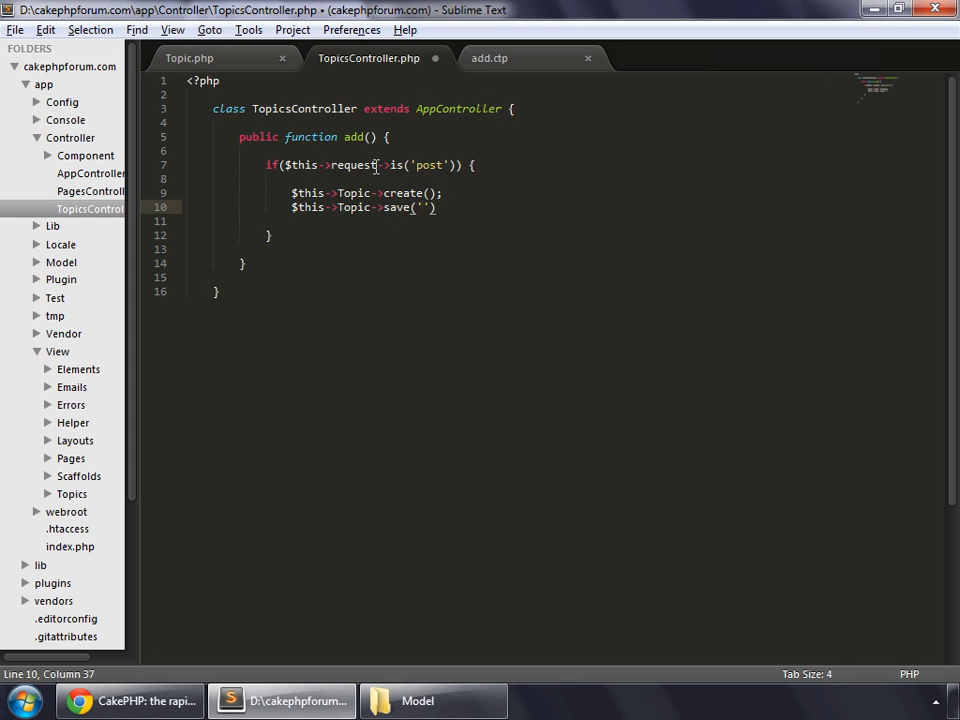 D:\cakephpforum.com\app\Controller\TopicsController.php • (cakephpforum.com) - Sublime Text
File Edit Selection Find View Goto Tools Project Preferences Help
FOLDERS
cakephpforum.com
app
Config
Console
Controller
Component
AppController
PagesControll
TopicsControl
Lib
Locale
Model
Plugin
Test
tmp
Vendor
View
Elements
Emails
Errors
Helper
Layouts
Pages
Scaffolds
Topics
webroot
.htaccess
index.php
lib
plugins
vendors
.editorconfig
.gitattributes
Topic.php × TopicsController.php • add.ctp ×
1 <?php
2
3 class TopicsController extends AppController {
4
5 public function add() {
6
7 if($this->request->is('post')) {
8
9 $this->Topic->create();
10 $this->Topic->save('')
11
12 }
13
14 }
15
16 }
Line 10, Column 37 Tab Size: 4 PHP
CakePHP: the rapi... D:\cakephpforum... Model